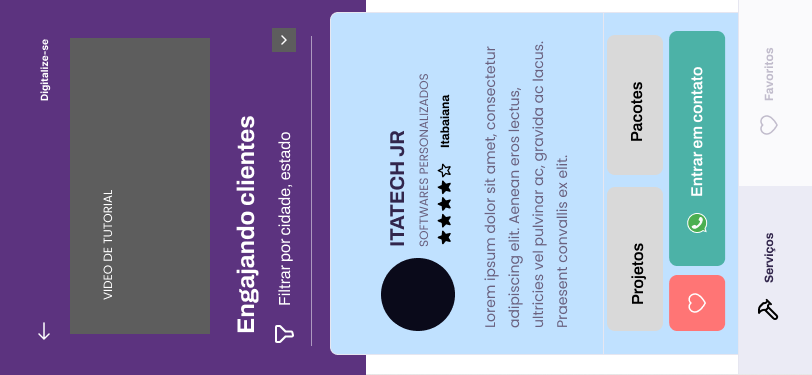 Digitalize-se
VIDEO DE TUTORIAL
Engajando clientes
Filtrar por cidade, estado
ITATECH JR
SOFTWARES PERSONALIZADOS
Itabaiana
Lorem ipsum dolor sit amet, consectetur
adipiscing elit. Aenean eros lectus,
ultricies vel pulvinar ac, gravida ac lacus.
Praesent convallis ex elit.
Projetos
Pacotes
Entrar em contato
Serviços
Favoritos